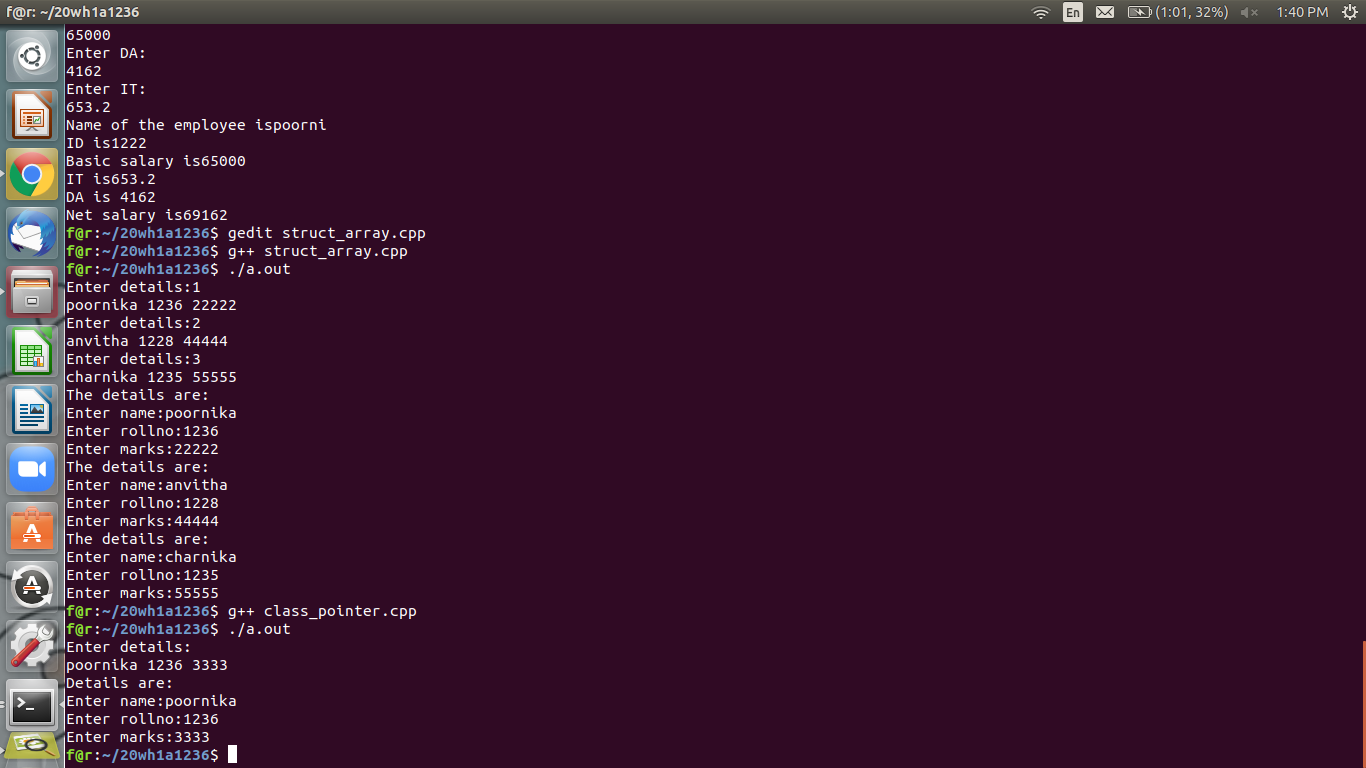 f@r: ~/20wh1a1236
En
(1:01, 32%)
1:40 PM
65000
Enter DA:
4162
Enter IT:
653.2
Name of the employee ispoorni
ID is1222
Basic salary is65000
IT is653.2
DA is 4162
Net salary is69162
f@r:~/20wh1a1236$ gedit struct_array.cpp
f@r:~/20wh1a1236$ g++ struct_array.cpp
f@r:~/20wh1a1236$ ./a.out
Enter details:1
poornika 1236 22222
Enter details:2
anvitha 1228 44444
Enter details:3
charnika 1235 55555
The details are:
Enter name:poornika
Enter rollno:1236
Enter marks:22222
The details are:
Enter name:anvitha
Enter rollno:1228
Enter marks:44444
The details are:
Enter name:charnika
Enter rollno:1235
Enter marks:55555
f@r:~/20wh1a1236$ g++ class_pointer.cpp
f@r:~/20wh1a1236$ ./a.out
Enter details:
poornika 1236 3333
Details are:
Enter name:poornika
Enter rollno:1236
Enter marks:3333
f@r:~/20wh1a1236$